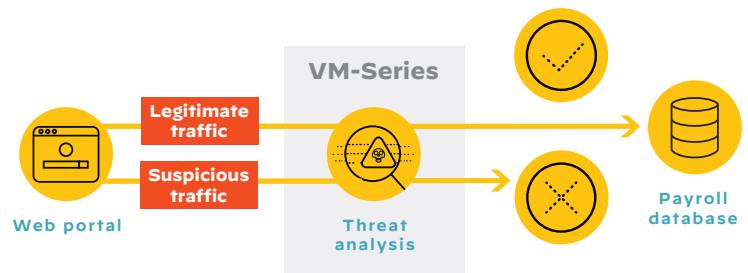 VM-Series
Legitimate
traffic
Suspicious
traffic
Web portal
Threat
analysis
Payroll
database